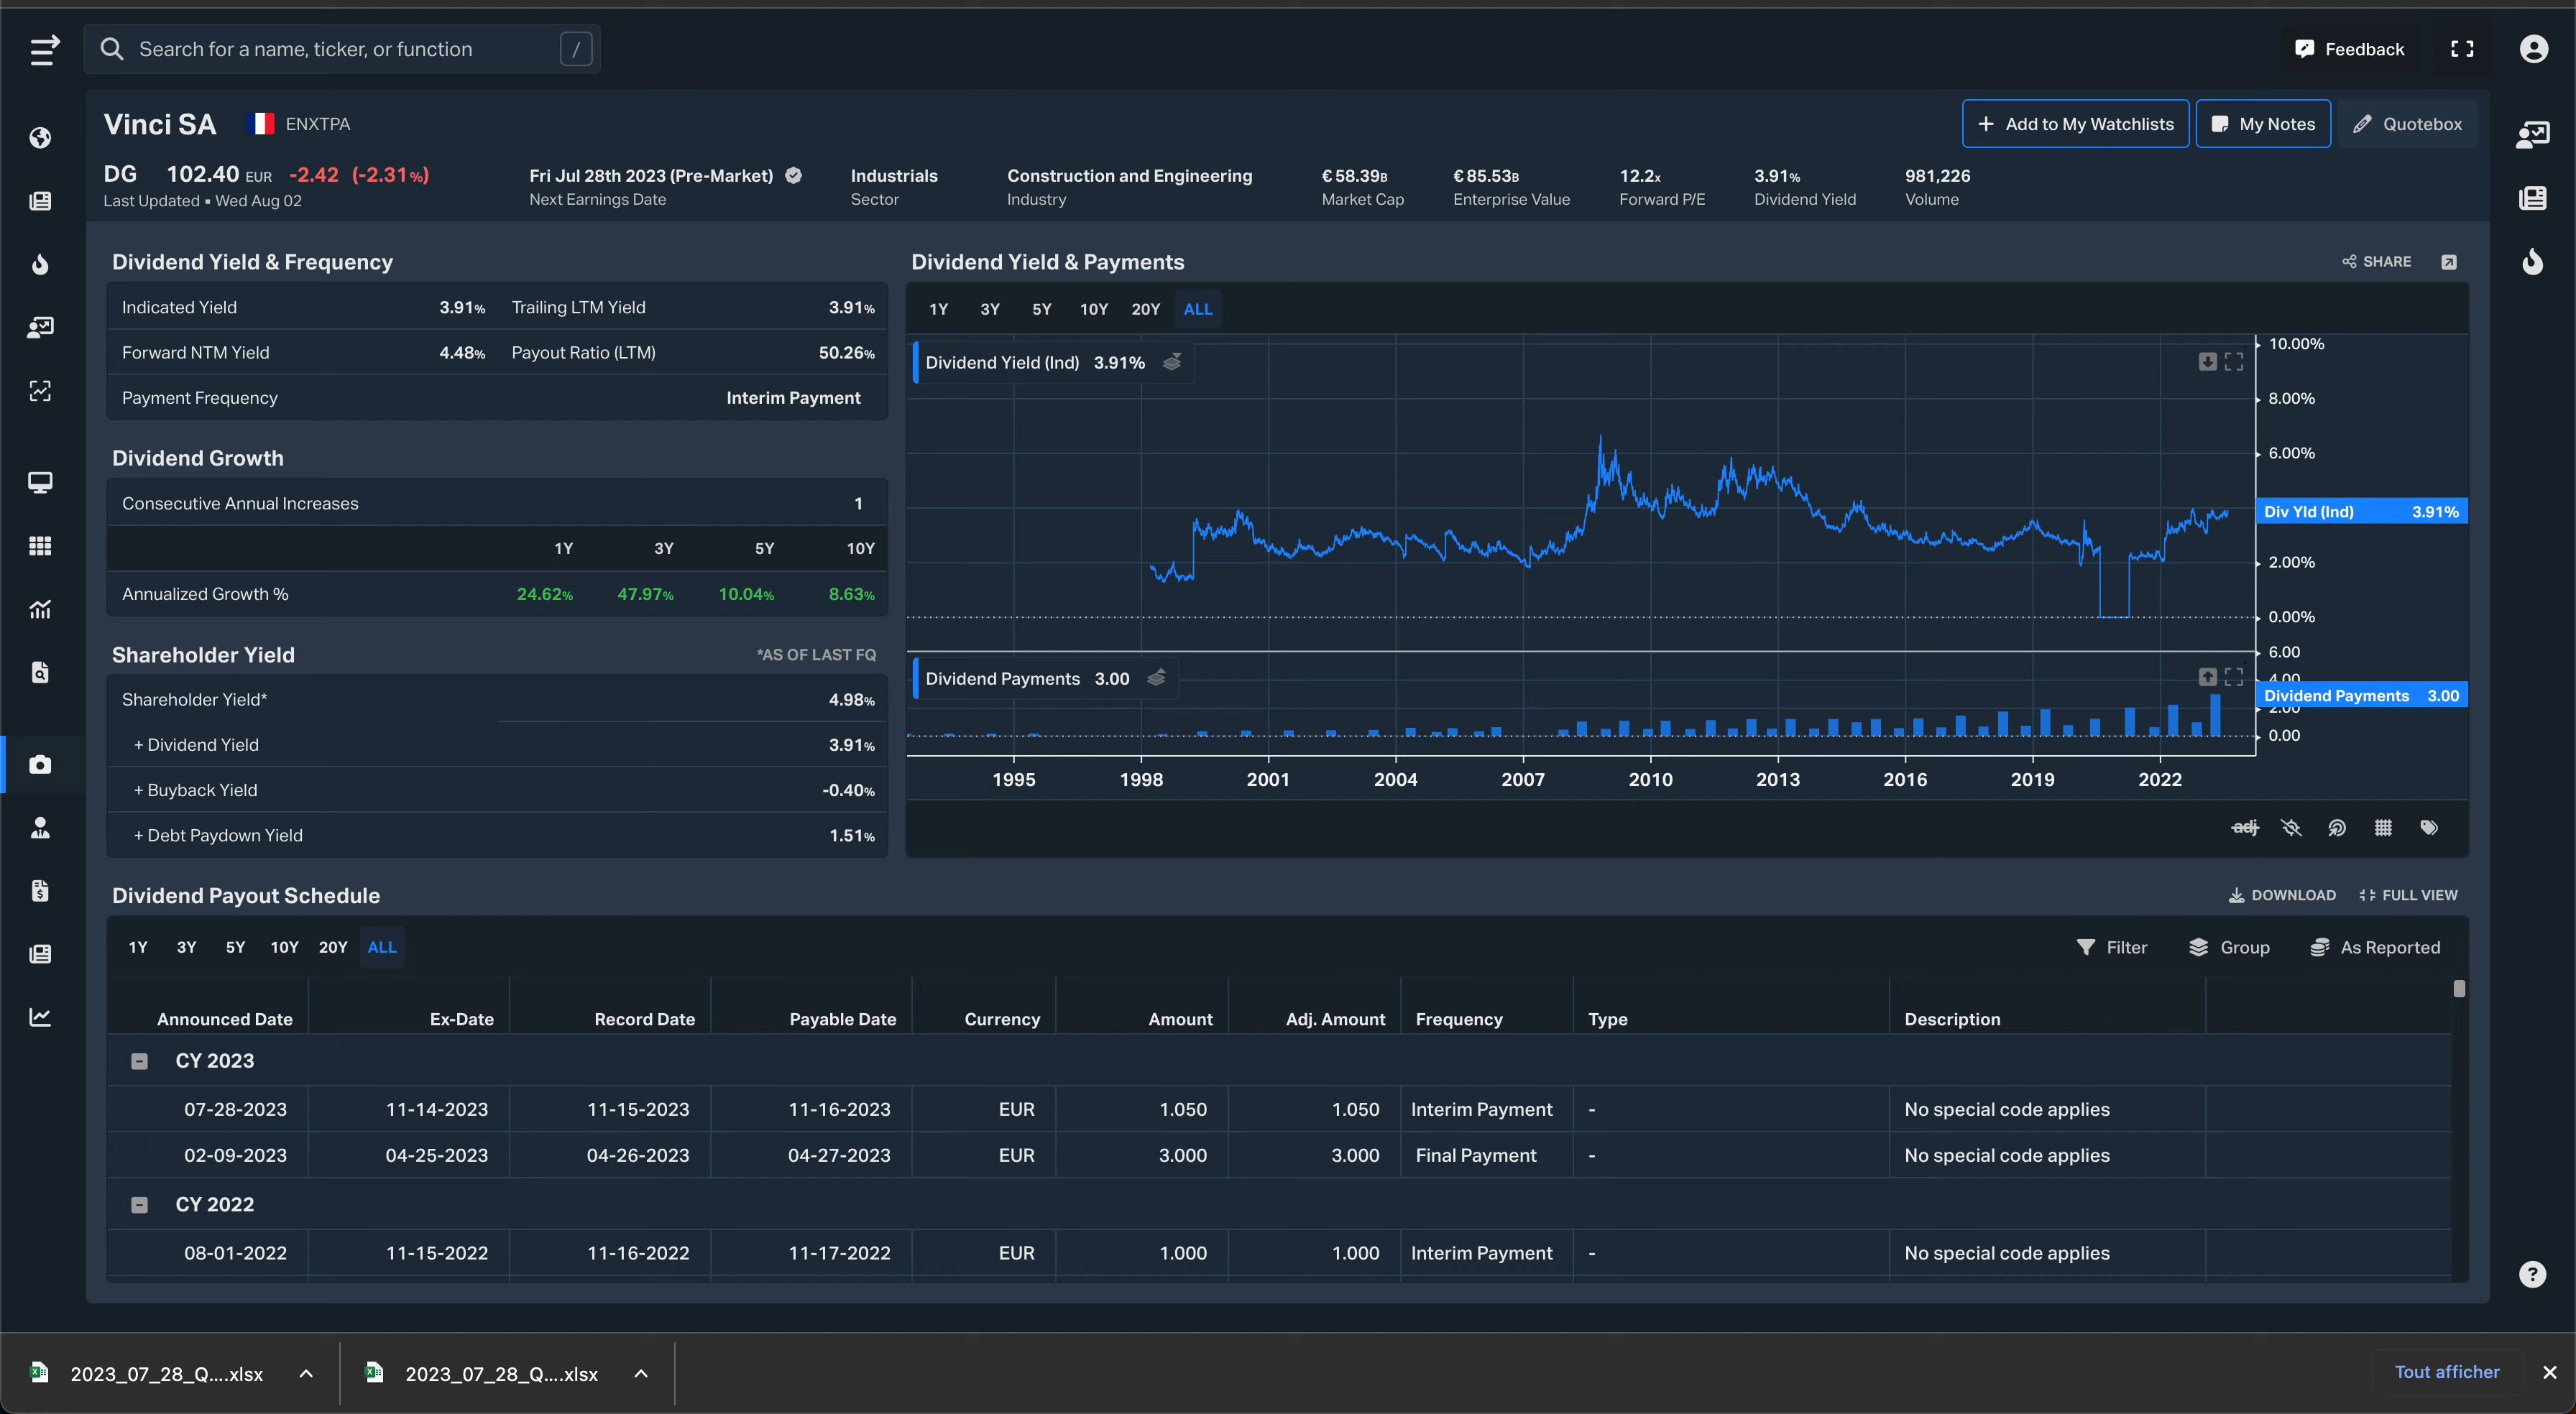 Search for a name, ticker, or function /
Feedback
Vinci SA ENXTPA
Add to My Watchlists My Notes Quotebox
DG 102.40 EUR -2.42 (-2.31%)
Last Updated ▪ Wed Aug 02
Fri Jul 28th 2023 (Pre-Market)
Next Earnings Date
Industrials
Sector
Construction and Engineering
Industry
€58.39B
Market Cap
€85.53B
Enterprise Value
12.2x
Forward P/E
3.91%
Dividend Yield
981,226
Volume
Dividend Yield & Frequency
Indicated Yield 3.91% Trailing LTM Yield 3.91%
Forward NTM Yield 4.48% Payout Ratio (LTM) 50.26%
Payment Frequency Interim Payment
Dividend Growth
Consecutive Annual Increases 1
1Y 3Y 5Y 10Y
Annualized Growth % 24.62% 47.97% 10.04% 8.63%
Shareholder Yield *AS OF LAST FQ
Shareholder Yield* 4.98%
+ Dividend Yield 3.91%
+ Buyback Yield -0.40%
+ Debt Paydown Yield 1.51%
Dividend Yield & Payments SHARE
1Y 3Y 5Y 10Y 20Y ALL
Dividend Yield (Ind) 3.91%
10.00%
8.00%
6.00%
Div Yld (Ind) 3.91%
2.00%
0.00%
6.00
Dividend Payments 3.00
4.00
Dividend Payments 3.00
2.00
0.00
1995 1998 2001 2004 2007 2010 2013 2016 2019 2022
adj
Dividend Payout Schedule DOWNLOAD FULL VIEW
1Y 3Y 5Y 10Y 20Y ALL Filter Group As Reported
Announced Date Ex-Date Record Date Payable Date Currency Amount Adj. Amount Frequency Type Description
CY 2023
07-28-2023 11-14-2023 11-15-2023 11-16-2023 EUR 1.050 1.050 Interim Payment - No special code applies
02-09-2023 04-25-2023 04-26-2023 04-27-2023 EUR 3.000 3.000 Final Payment - No special code applies
CY 2022
08-01-2022 11-15-2022 11-16-2022 11-17-2022 EUR 1.000 1.000 Interim Payment - No special code applies
2023_07_28_Q....xlsx 2023_07_28_Q....xlsx Tout afficher